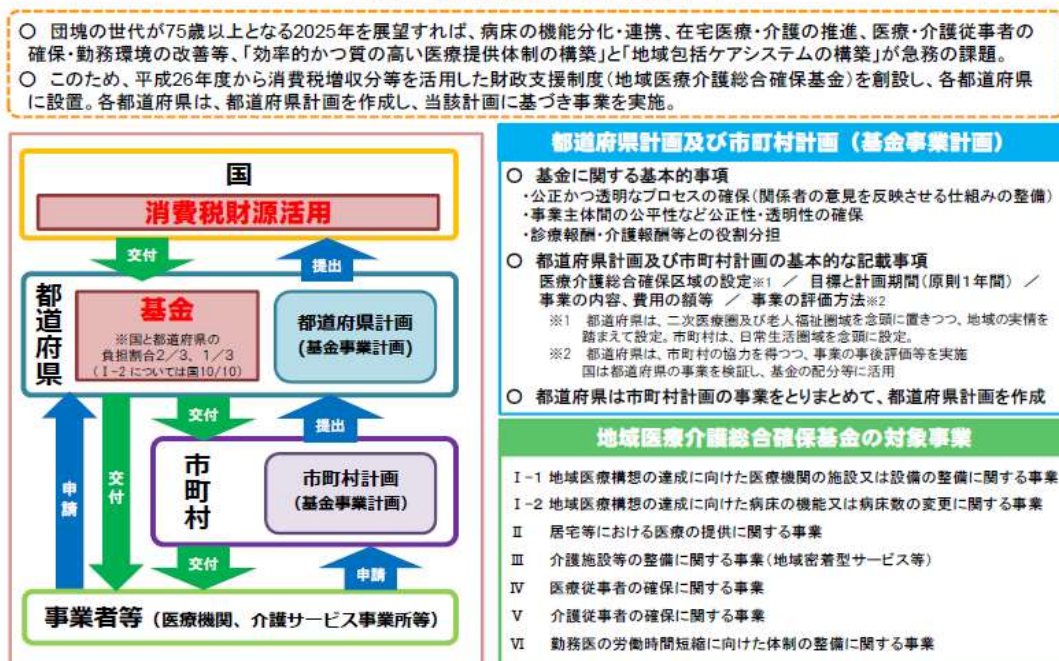 ○ 団塊の世代が75歳以上となる2025年を展望すれば、病床の機能分化・連携、在宅医療・介護の推進、医療・介護従事者の
確保・勤務環境の改善等、「効率的かつ質の高い医療提供体制の構築」と「地域包括ケアシステムの構築」が急務の課題。
○ このため、平成26年度から消費税増収分等を活用した財政支援制度(地域医療介護総合確保基金)を創設し、各都道府県
に設置。各都道府県は、都道府県計画を作成し、当該計画に基づき事業を実施。
国
消費税財源活用
交付
提出
都道府県
基金
※国と都道府県の
負担割合2/3、1/3
(Ⅰ-2については国10/10)
都道府県計画
(基金事業計画)
申請
交付
交付
提出
市町村
市町村計画
(基金事業計画)
交付
申請
事業者等(医療機関、介護サービス事業所等)
都道府県計画及び市町村計画(基金事業計画)
○ 基金に関する基本的事項
・公正かつ透明なプロセスの確保(関係者の意見を反映させる仕組みの整備)
・事業主体間の公平性など公正性・透明性の確保
・診療報酬・介護報酬等との役割分担
○ 都道府県計画及び市町村計画の基本的な記載事項
医療介護総合確保区域の設定※1 / 目標と計画期間(原則1年間) /
事業の内容、費用の額等 / 事業の評価方法※2
※1 都道府県は、二次医療圏及び老人福祉圏域を念頭に置きつつ、地域の実情を
踏まえて設定。市町村は、日常生活圏域を念頭に設定。
※2 都道府県は、市町村の協力を得つつ、事業の事後評価等を実施
国は都道府県の事業を検証し、基金の配分等に活用
○ 都道府県は市町村計画の事業をとりまとめて、都道府県計画を作成
地域医療介護総合確保基金の対象事業
Ⅰ-1 地域医療構想の達成に向けた医療機関の施設又は設備の整備に関する事業
Ⅰ-2 地域医療構想の達成に向けた病床の機能又は病床数の変更に関する事業
Ⅱ 居宅等における医療の提供に関する事業
Ⅲ 介護施設等の整備に関する事業(地域密着型サービス等)
Ⅳ 医療従事者の確保に関する事業
Ⅴ 介護従事者の確保に関する事業
Ⅵ 勤務医の労働時間短縮に向けた体制の整備に関する事業